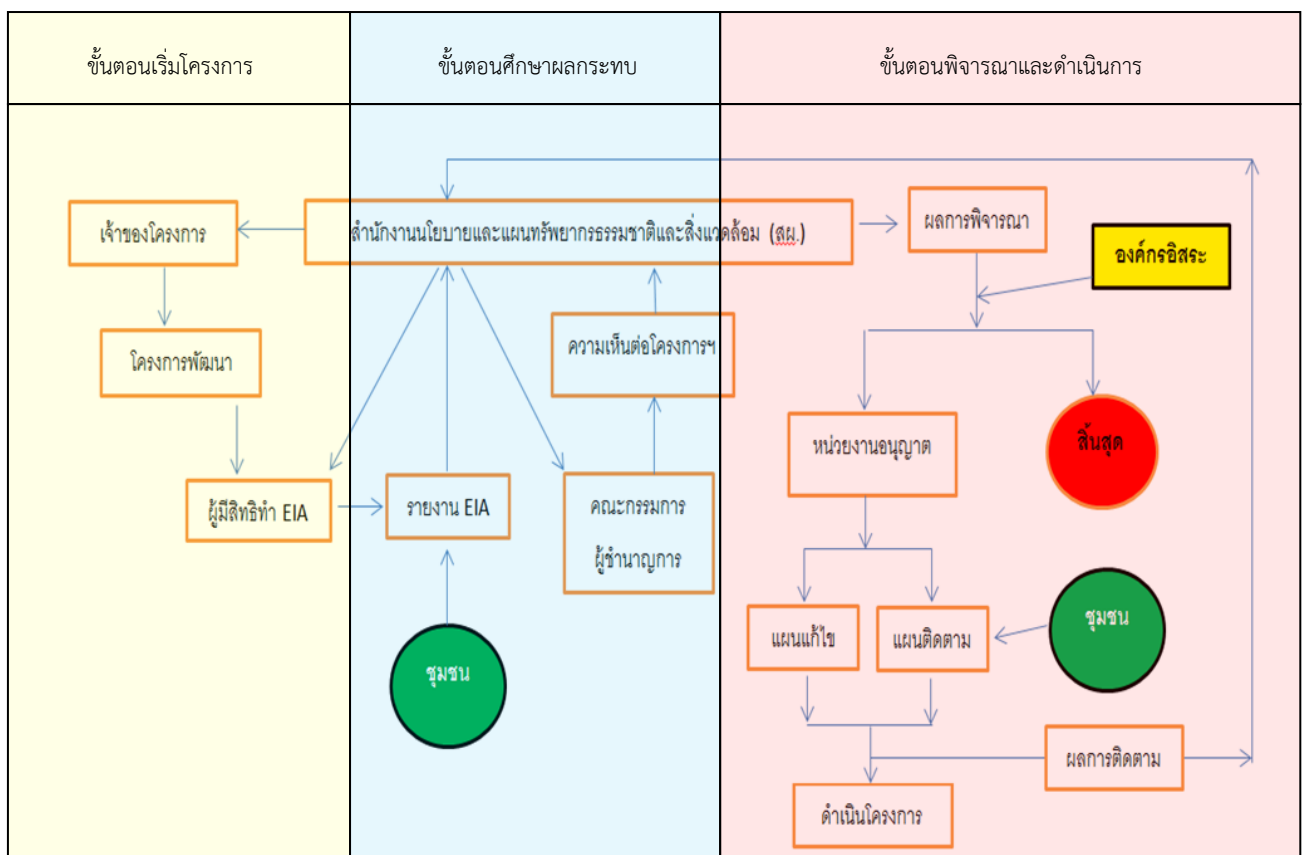 ขั้นตอนเริ่มโครงการ
ขั้นตอนศึกษาผลกระทบ
ขั้นตอนพิจารณาและดำเนินการ
เจ้าของโครงการ
สำนักงานนโยบายและแผนทรัพยากรธรรมชาติและสิ่งแวดล้อม (สผ.)
ผลการพิจารณา
องค์กรอิสระ
โครงการพัฒนา
ความเห็นต่อโครงการฯ
หน่วยงานอนุญาต
สิ้นสุด
ผู้มีสิทธิทำ EIA
รายงาน EIA
คณะกรรมการ
ผู้ชำนาญการ
แผนแก้ไข
แผนติดตาม
ชุมชน
ชุมชน
ผลการติดตาม
ดำเนินโครงการ